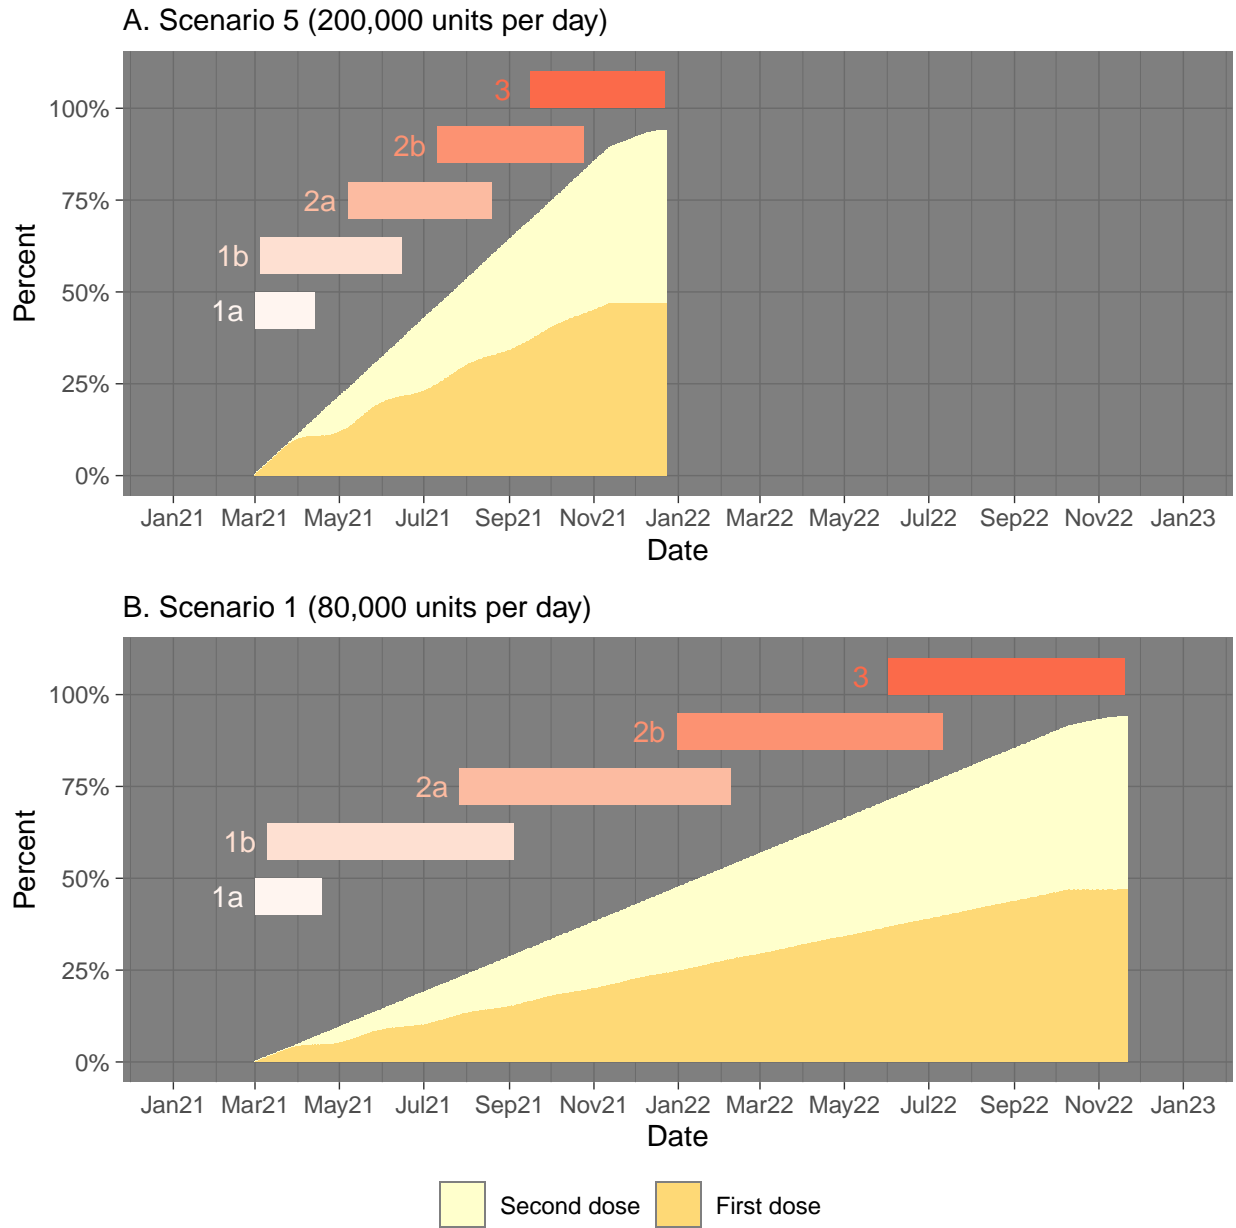 A. Scenario 5 (200,000 units per day)
3
100%
2b
75%
2a
1b
50%
1a
25%
0%
Percent
Jan21 Mar21 May21 Jul21 Sep21 Nov21 Jan22 Mar22 May22 Jul22 Sep22 Nov22 Jan23
Date
B. Scenario 1 (80,000 units per day)
3
100%
2b
75%
2a
1b
50%
1a
25%
0%
Percent
Jan21 Mar21 May21 Jul21 Sep21 Nov21 Jan22 Mar22 May22 Jul22 Sep22 Nov22 Jan23
Date
Second dose First dose